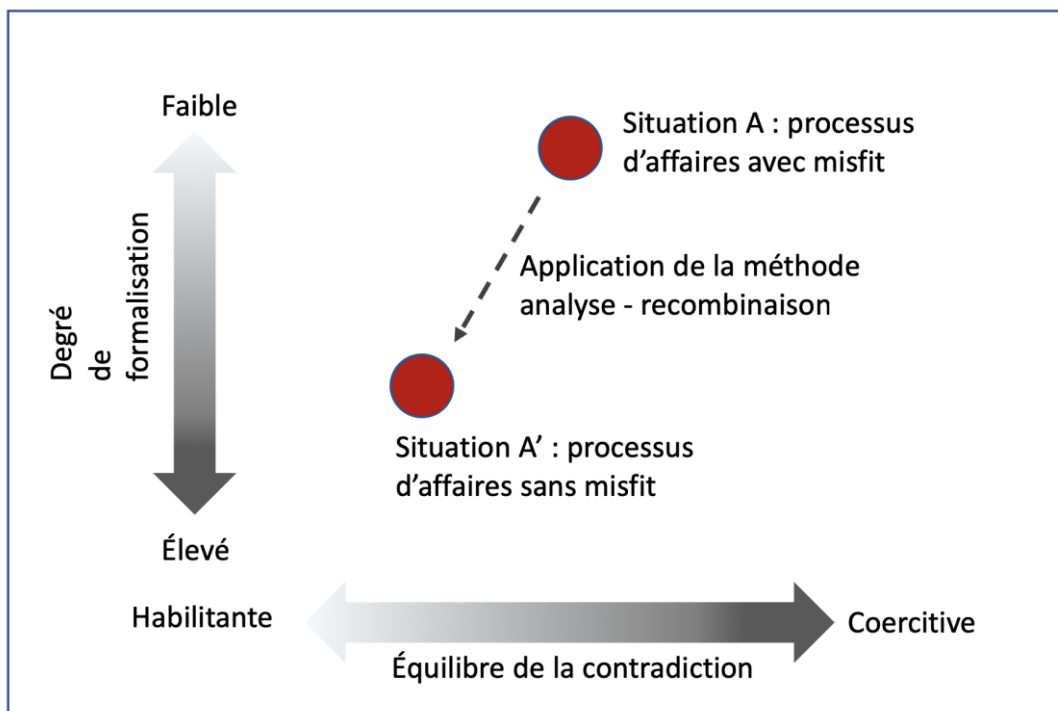 Faible
Situation A : processus
d’affaires avec misfit
Degré
de
formalisation
Application de la méthode
analyse - recombinaison
Situation A’ : processus
d’affaires sans misfit
Élevé
Habilitante
Coercitive
Équilibre de la contradiction